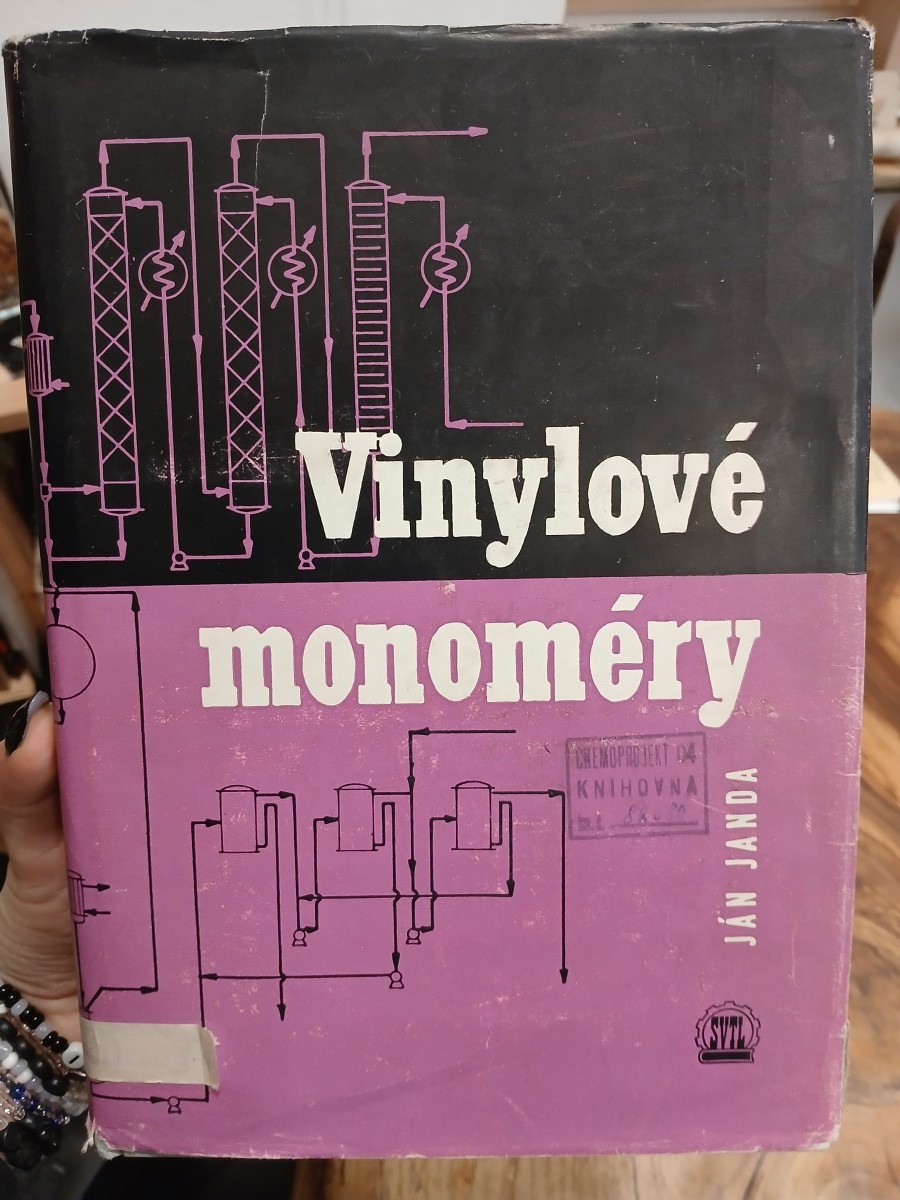 Vinylové
monoméry
CHEMOPROJEKT 04
KNIHOVNA
JÁN JANDA
SVTL